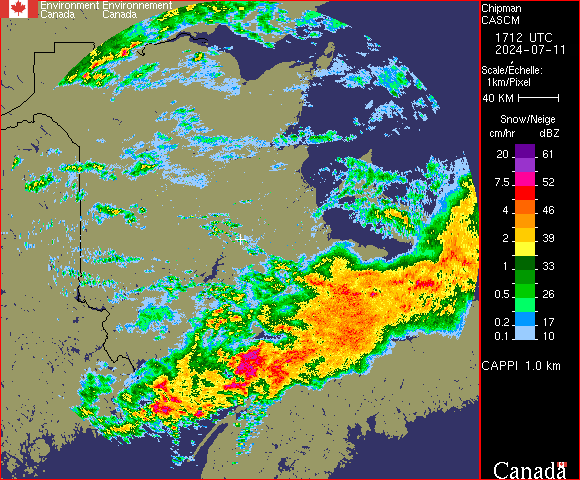 Environment Environnement
Canada Canada
Chipman
CASCM
1712 UTC
2024-07-11
Scale/Échelle:
1km/Pixel
40 KM
Snow/Neige
cm/hr dBZ
20 61
7.5 52
4 46
2 39
1 33
0.5 26
0.2 17
0.1 10
CAPPI 1.0 km
Canada